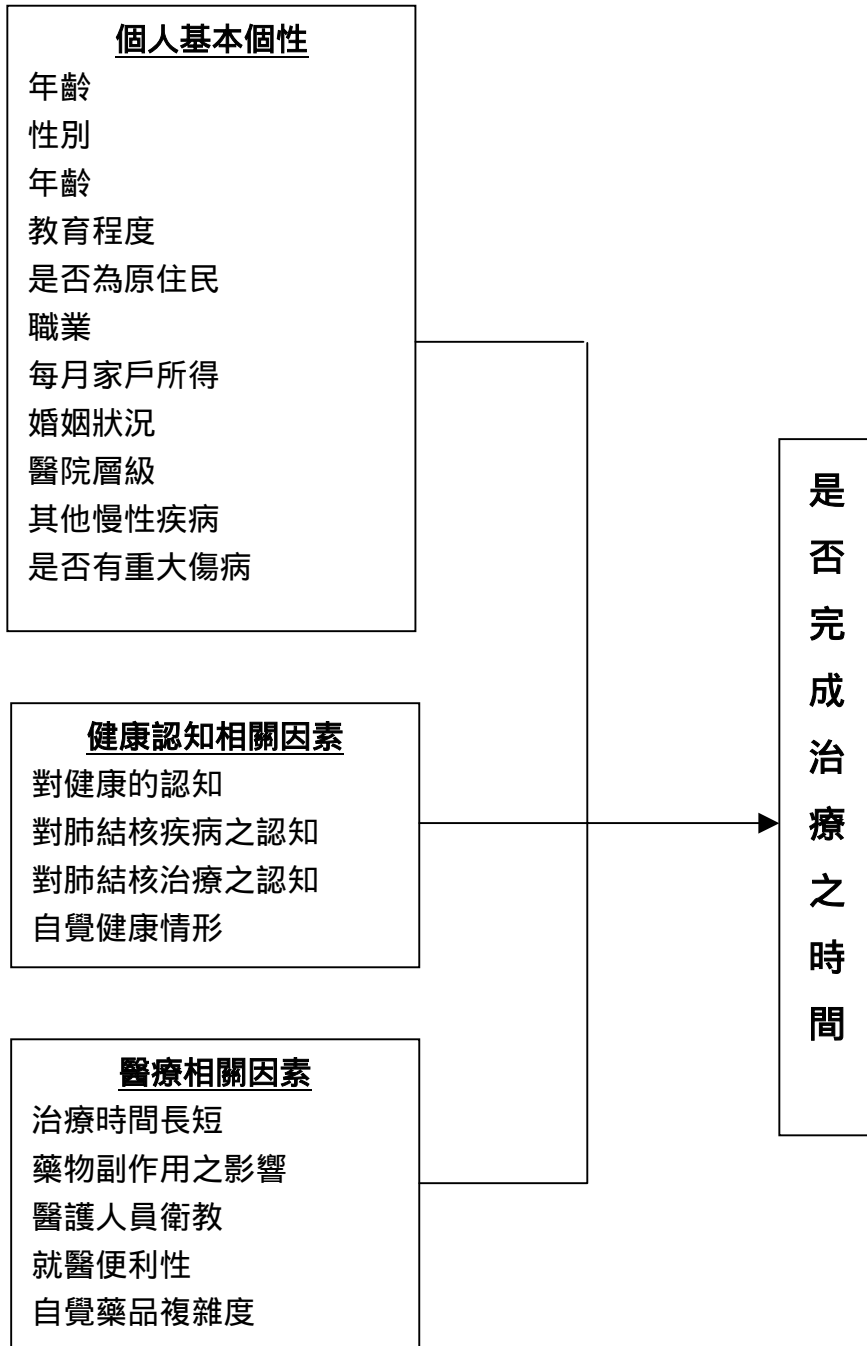 個人基本個性
年齡
性別
年齡
教育程度
是否為原住民
職業
每月家戶所得
婚姻狀況
醫院層級
其他慢性疾病
是否有重大傷病
健康認知相關因素
對健康的認知
對肺結核疾病之認知
對肺結核治療之認知
自覺健康情形
醫療相關因素
治療時間長短
藥物副作用之影響
醫護人員衛教
就醫便利性
自覺藥品複雜度
是否完成治療之時間